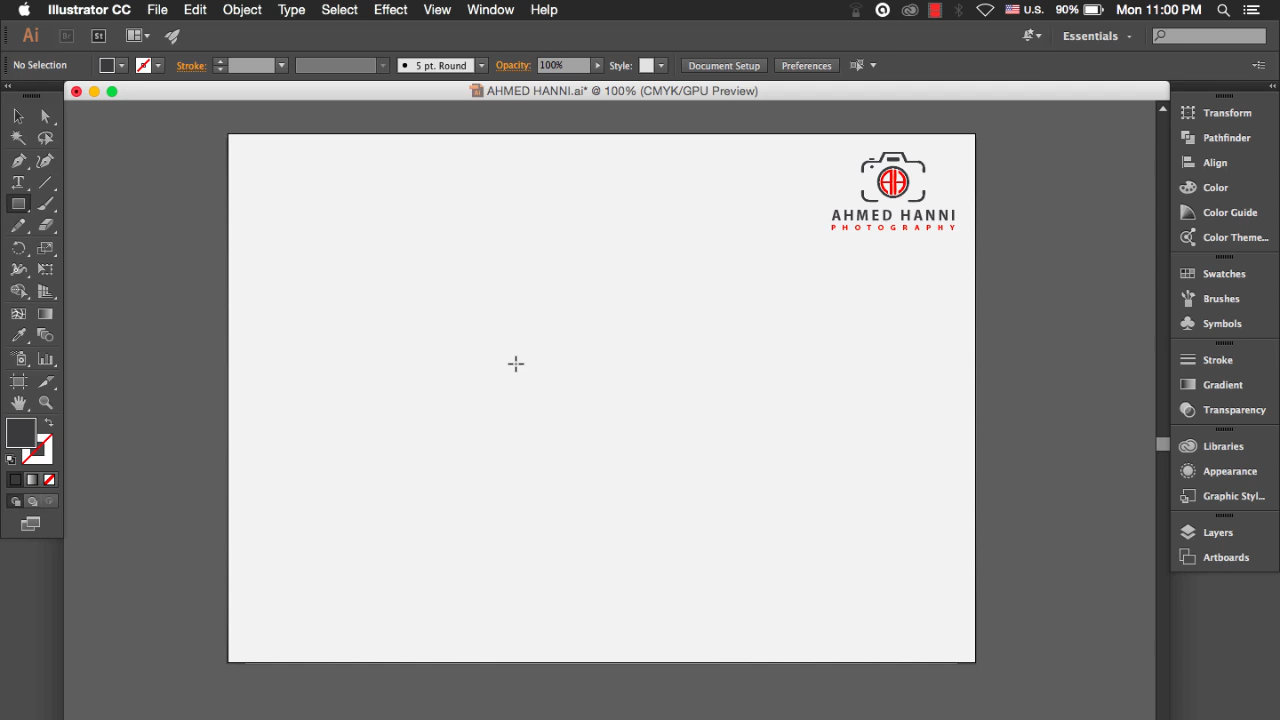 Illustrator CC File Edit Object Type Select Effect View Window Help U.S. 90% Mon 11:00 PM
Ai Br St Essentials
No Selection Stroke: 5 pt. Round Opacity: 100% Style: Document Setup Preferences
AHMED HANNI.ai* @ 100% (CMYK/GPU Preview)
AHMED HANNI
PHOTOGRAPHY
Transform
Pathfinder
Align
Color
Color Guide
Color Theme...
Swatches
Brushes
Symbols
Stroke
Gradient
Transparency
Libraries
Appearance
Graphic Styl...
Layers
Artboards